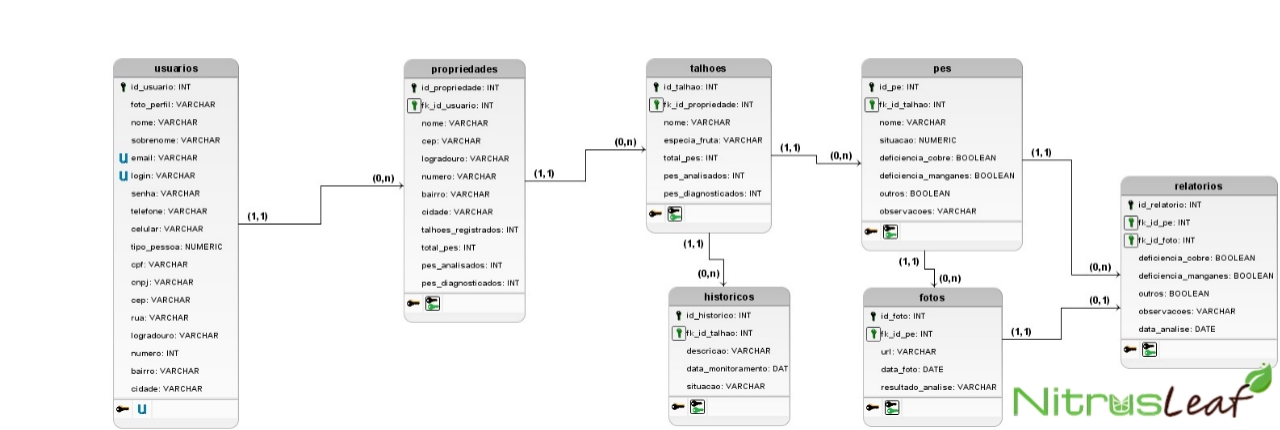 usuarios
id_usuario: INT
foto_perfil: VARCHAR
nome: VARCHAR
sobrenome: VARCHAR
email: VARCHAR
login: VARCHAR
senha: VARCHAR
telefone: VARCHAR
celular: VARCHAR
tipo_pessoa: NUMERIC
cpf: VARCHAR
cnpj: VARCHAR
cep: VARCHAR
rua: VARCHAR
logradouro: VARCHAR
numero: INT
bairro: VARCHAR
cidade: VARCHAR
(1,1)
(0,n)
propriedades
id_propriedade: INT
fk_id_usuario: INT
nome: VARCHAR
cep: VARCHAR
logradouro: VARCHAR
numero: VARCHAR
bairro: VARCHAR
cidade: VARCHAR
talhoes_registrados: INT
total_pes: INT
pes_analisados: INT
pes_diagnosticados: INT
(1,1)
(0,n)
talhoes
id_talhao: INT
fk_id_propriedade: INT
nome: VARCHAR
especia_fruta: VARCHAR
total_pes: INT
pes_analisados: INT
pes_diagnosticados: INT
(1,1)
(0,n)
(1,1)
(0,n)
historicos
id_historico: INT
fk_id_talhao: INT
descricao: VARCHAR
data_monitoramento: DAT
situacao: VARCHAR
pes
id_pe: INT
fk_id_talhao: INT
nome: VARCHAR
situacao: NUMERIC
deficiencia_cobre: BOOLEAN
deficiencia_manganes: BOOLEAN
outros: BOOLEAN
observacoes: VARCHAR
(1,1)
(0,n)
(1,1)
(0,n)
fotos
id_foto: INT
fk_id_pe: INT
url: VARCHAR
data_foto: DATE
resultado_analise: VARCHAR
(1,1)
(0,1)
relatorios
id_relatorio: INT
fk_id_pe: INT
fk_id_foto: INT
deficiencia_cobre: BOOLEAN
deficiencia_manganes: BOOLEAN
outros: BOOLEAN
observacoes: VARCHAR
data_analise: DATE
NitrusLeaf